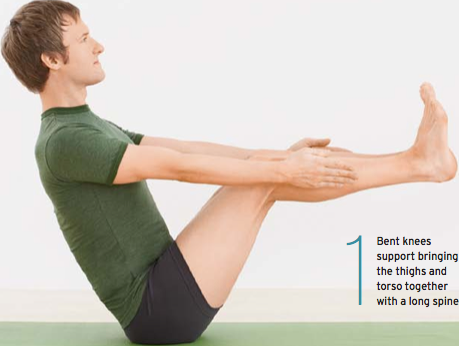 1
Bent knees
support bringing
the thighs and
torso together
with a long spine